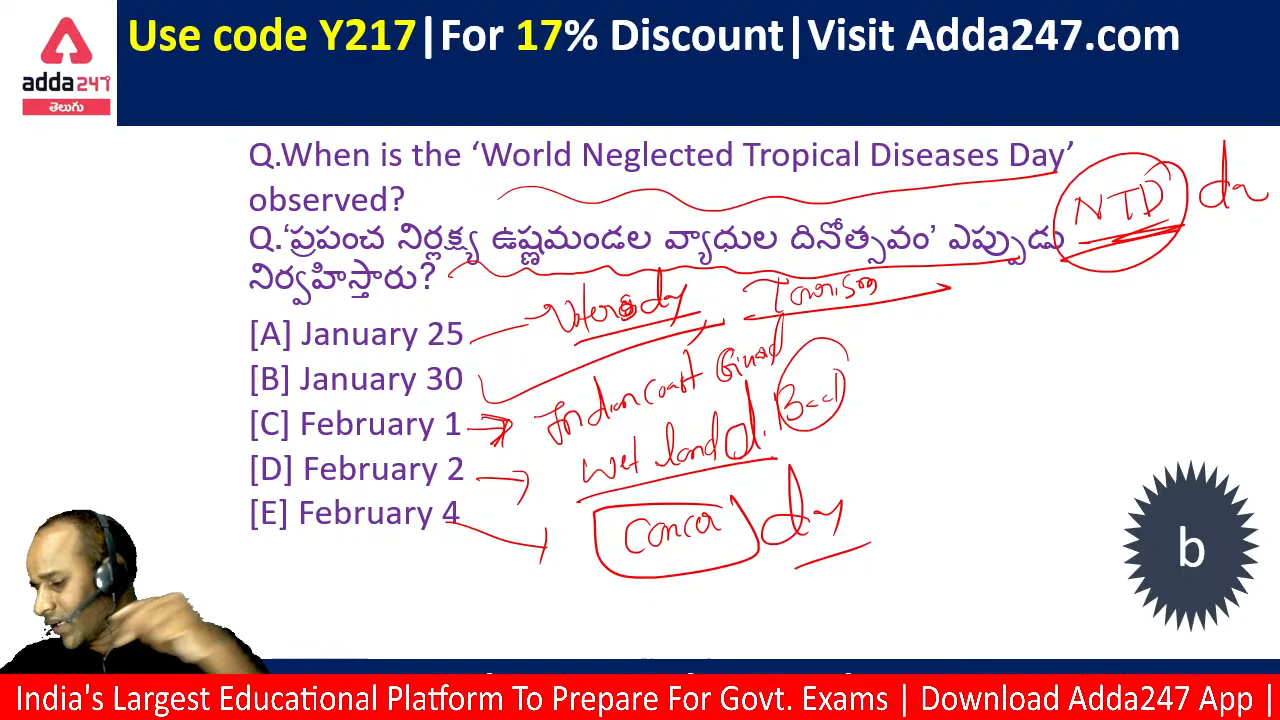 Use code Y217|For 17% Discount|Visit Adda247.com
adda247
తెలుగు
Q.When is the ‘World Neglected Tropical Diseases Day’
observed?
NTD
Q.‘ప్రపంచ నిర్లక్ష్య ఉష్ణమండల వ్యాధుల దినోత్సవం’ ఎప్పుడు
నిర్వహిస్తారు?
[A] January 25
Voters day
Tourism
[B] January 30
[C] February 1
Indian coast Guard
[D] February 2
wet land d.
[E] February 4
Cancer day
b
India's Largest Educational Platform To Prepare For Govt. Exams | Download Adda247 App |